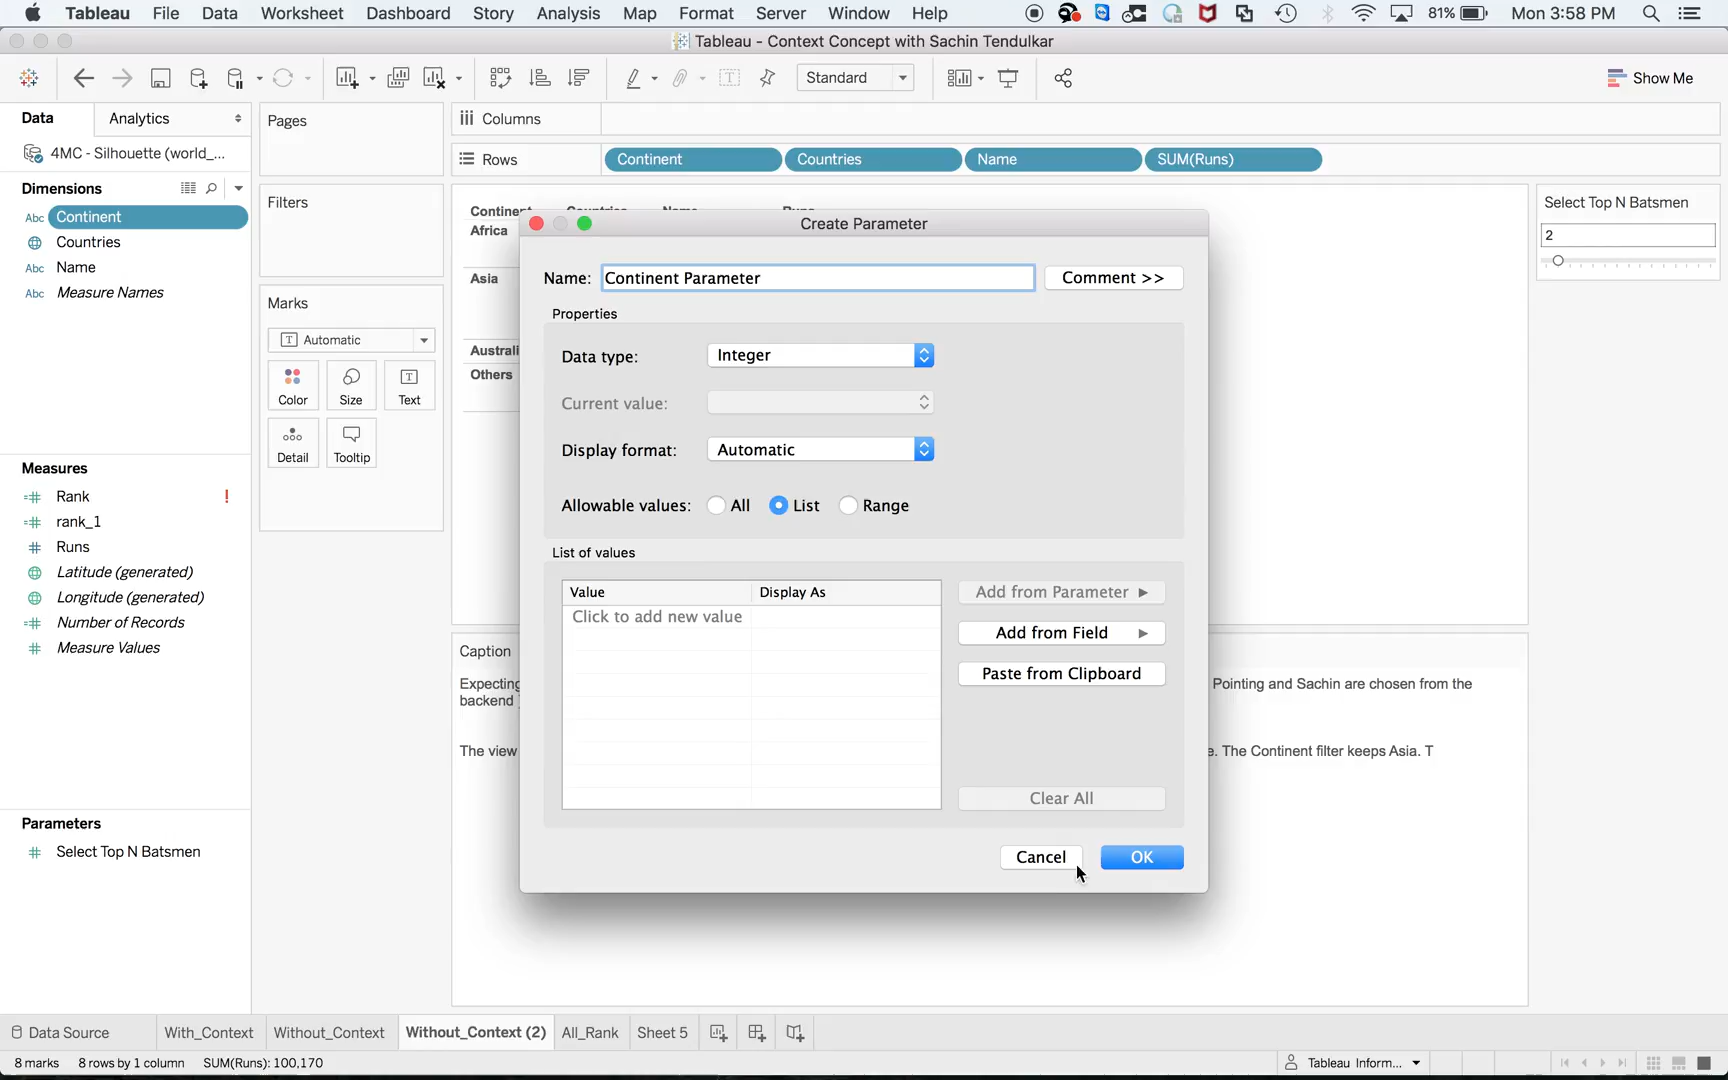 Tableau File Data Worksheet Dashboard Story Analysis Map Format Server Window Help 81% Mon 3:58 PM
Tableau - Context Concept with Sachin Tendulkar
Standard
Show Me
Data
Analytics
Pages
Columns
4MC - Silhouette (world_...
Rows
Continent
Countries
Name
SUM(Runs)
Dimensions
Filters
Abc Continent
Countries
Abc Name
Abc Measure Names
Marks
Automatic
Color
Size
Text
Detail
Tooltip
Measures
Rank !
rank_1
Runs
Latitude (generated)
Longitude (generated)
Number of Records
Measure Values
Parameters
Select Top N Batsmen
Continent Countries Name Runs
Africa
Asia
Others
Create Parameter
Name: Continent Parameter
Comment >>
Properties
Data type: Integer
Current value:
Display format: Automatic
Allowable values: All List Range
List of values
Value Display As
Click to add new value
Add from Parameter
Add from Field
Paste from Clipboard
Clear All
Cancel
OK
Select Top N Batsmen
2
Caption
Expecting
Pointing and Sachin are chosen from the
backend
The view
The Continent filter keeps Asia. T
Data Source With_Context Without_Context Without_Context (2) All_Rank Sheet 5
8 marks 8 rows by 1 column SUM(Runs): 100,170
Tableau Inform...